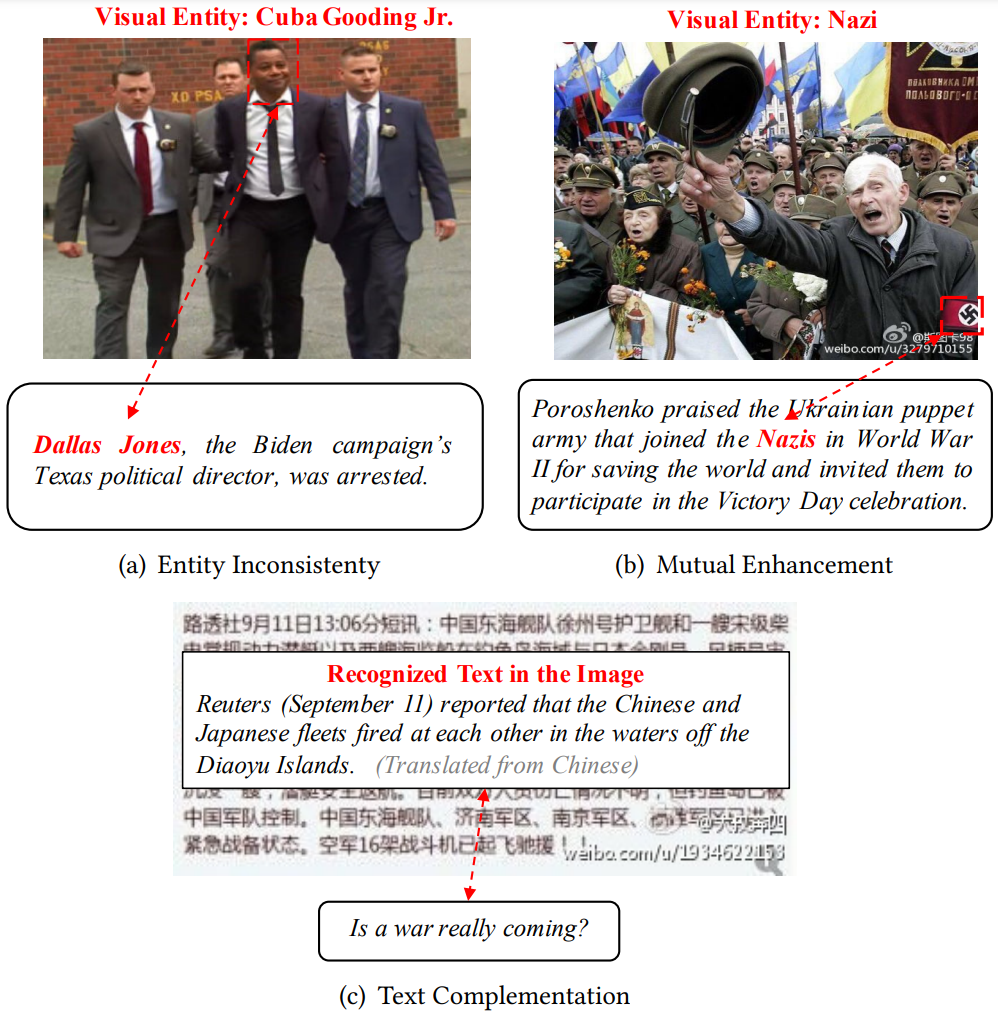 Visual Entity: Cuba Gooding Jr.
Visual Entity: Nazi
XO PSA
ПОЛКОВНИКА
ПОЛЬОВОГО
@斯图卡98
weibo.com/u/3279710155
Dallas Jones, the Biden campaign's
Texas political director, was arrested.
Poroshenko praised the Ukrainian puppet
army that joined the Nazis in World War
II for saving the world and invited them to
participate in the Victory Day celebration.
(a) Entity Inconsistenty
(b) Mutual Enhancement
路透社9月11日13:06分短讯：中国东海舰队徐州号护卫舰和一艘宋级柴
Recognized Text in the Image
Reuters (September 11) reported that the Chinese and
Japanese fleets fired at each other in the waters off the
Diaoyu Islands. (Translated from Chinese)
中国军队控制。中国东海舰队、济南军区、南京军区、
紧急战备状态。空军16架战斗机已起飞驰援！！
weibo.com/u/1934622153
Is a war really coming?
(c) Text Complementation